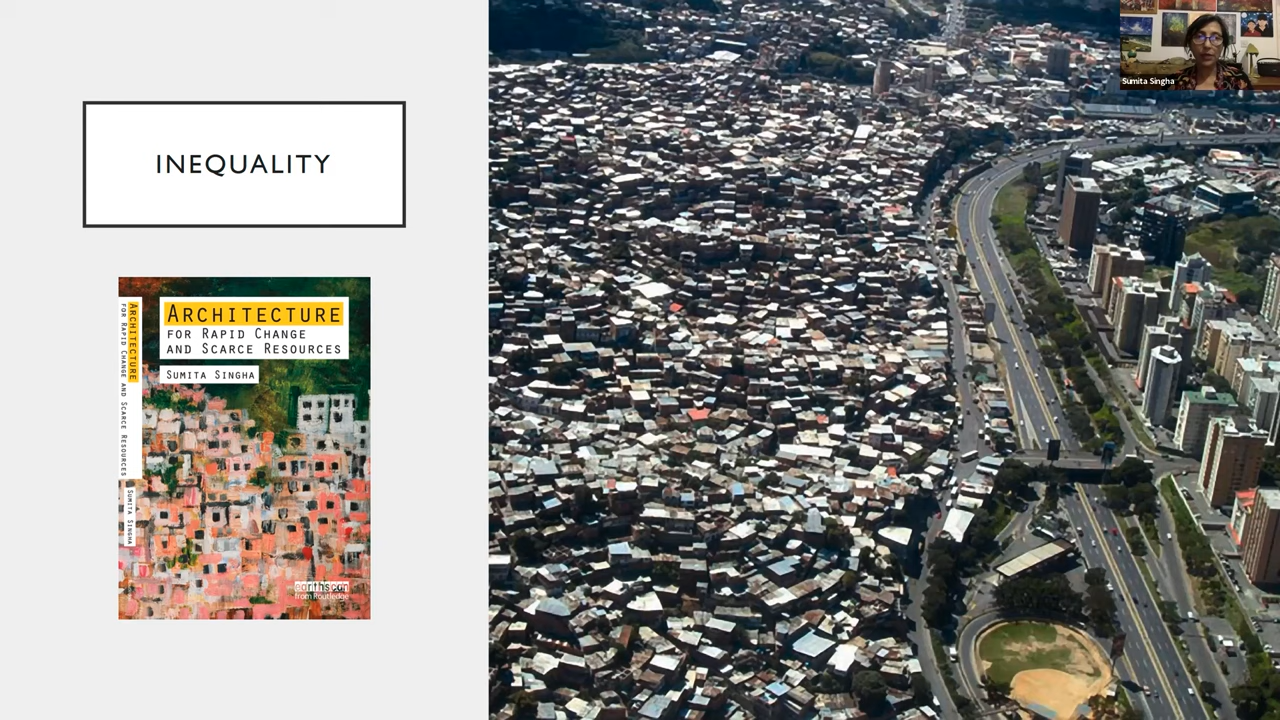 INEQUALITY
ARCHITECTURE
FOR RAPID CHANGE
AND SCARCE RESOURCES
SUMITA SINGHA
ARCHITECTURE
FOR RAPID CHANGE AND SCARCE RESOURCES
SUMITA SINGHA
earthscan
from Routledge
Sumita Singha